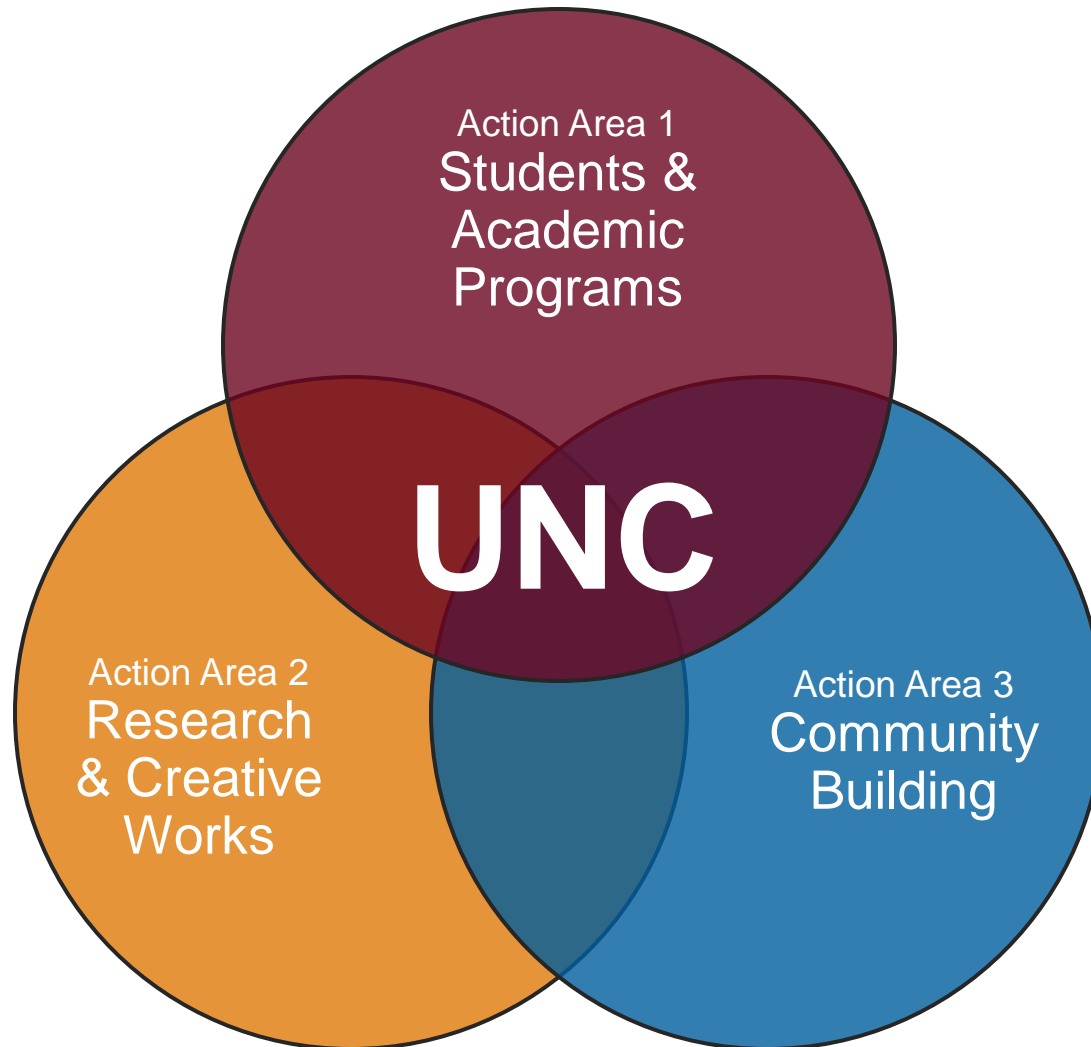 Action Area 1
Students &
Academic
Programs
UNC
Action Area 2
Research
& Creative
Works
Action Area 3
Community
Building